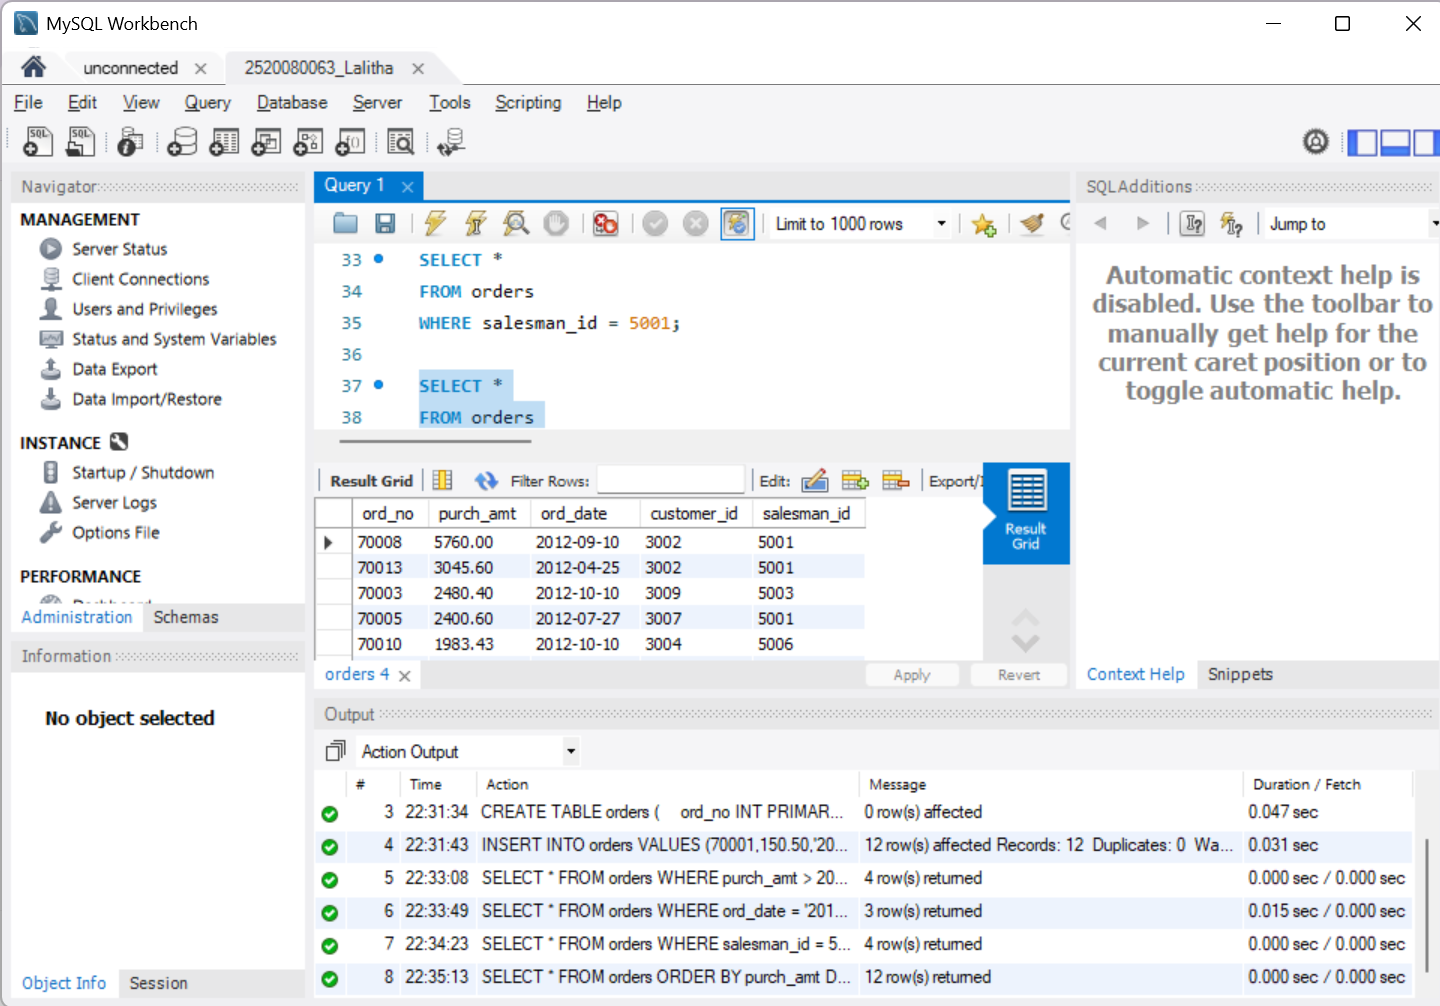 MySQL Workbench
unconnected
2520080063_Lalitha
File Edit View Query Database Server Tools Scripting Help
Navigator
MANAGEMENT
Server Status
Client Connections
Users and Privileges
Status and System Variables
Data Export
Data Import/Restore
INSTANCE
Startup / Shutdown
Server Logs
Options File
PERFORMANCE
Administration Schemas
Information
No object selected
Object Info Session
Query 1
Limit to 1000 rows
33 SELECT *
34 FROM orders
35 WHERE salesman_id = 5001;
36
37 SELECT *
38 FROM orders
Result Grid Filter Rows: Edit: Export/I
ord_no purch_amt ord_date customer_id salesman_id
70008 5760.00 2012-09-10 3002 5001
70013 3045.60 2012-04-25 3002 5001
70003 2480.40 2012-10-10 3009 5003
70005 2400.60 2012-07-27 3007 5001
70010 1983.43 2012-10-10 3004 5006
Result
Grid
orders 4
Apply Revert
SQLAdditions
Jump to
Automatic context help is
disabled. Use the toolbar to
manually get help for the
current caret position or to
toggle automatic help.
Context Help Snippets
Output
Action Output
# Time Action Message Duration / Fetch
3 22:31:34 CREATE TABLE orders ( ord_no INT PRIMAR... 0 row(s) affected 0.047 sec
4 22:31:43 INSERT INTO orders VALUES (70001,150.50,'20... 12 row(s) affected Records: 12 Duplicates: 0 Wa... 0.031 sec
5 22:33:08 SELECT * FROM orders WHERE purch_amt > 20... 4 row(s) returned 0.000 sec / 0.000 sec
6 22:33:49 SELECT * FROM orders WHERE ord_date = '201... 3 row(s) returned 0.015 sec / 0.000 sec
7 22:34:23 SELECT * FROM orders WHERE salesman_id = 5... 4 row(s) returned 0.000 sec / 0.000 sec
8 22:35:13 SELECT * FROM orders ORDER BY purch_amt D... 12 row(s) returned 0.000 sec / 0.000 sec